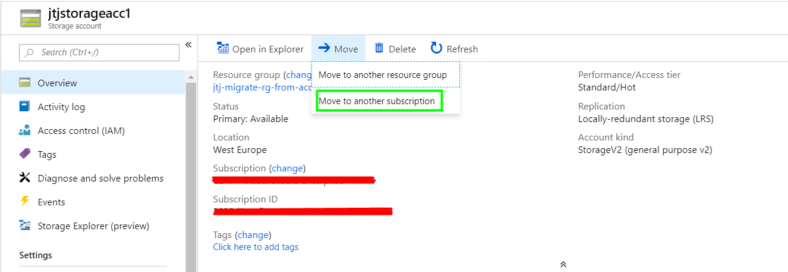 jtjstorageacc1
Storage account
Search (Ctrl+/)
«
Overview
Activity log
Access control (IAM)
Tags
Diagnose and solve problems
Events
Storage Explorer (preview)
Settings
Open in Explorer
Move
Delete
Refresh
Move to another resource group
Move to another subscription
Resource group (chang
jtj-migrate-rg-from-acc
Status
Primary: Available
Location
West Europe
Subscription (change)
Subscription ID
Tags (change)
Click here to add tags
Performance/Access tier
Standard/Hot
Replication
Locally-redundant storage (LRS)
Account kind
StorageV2 (general purpose v2)